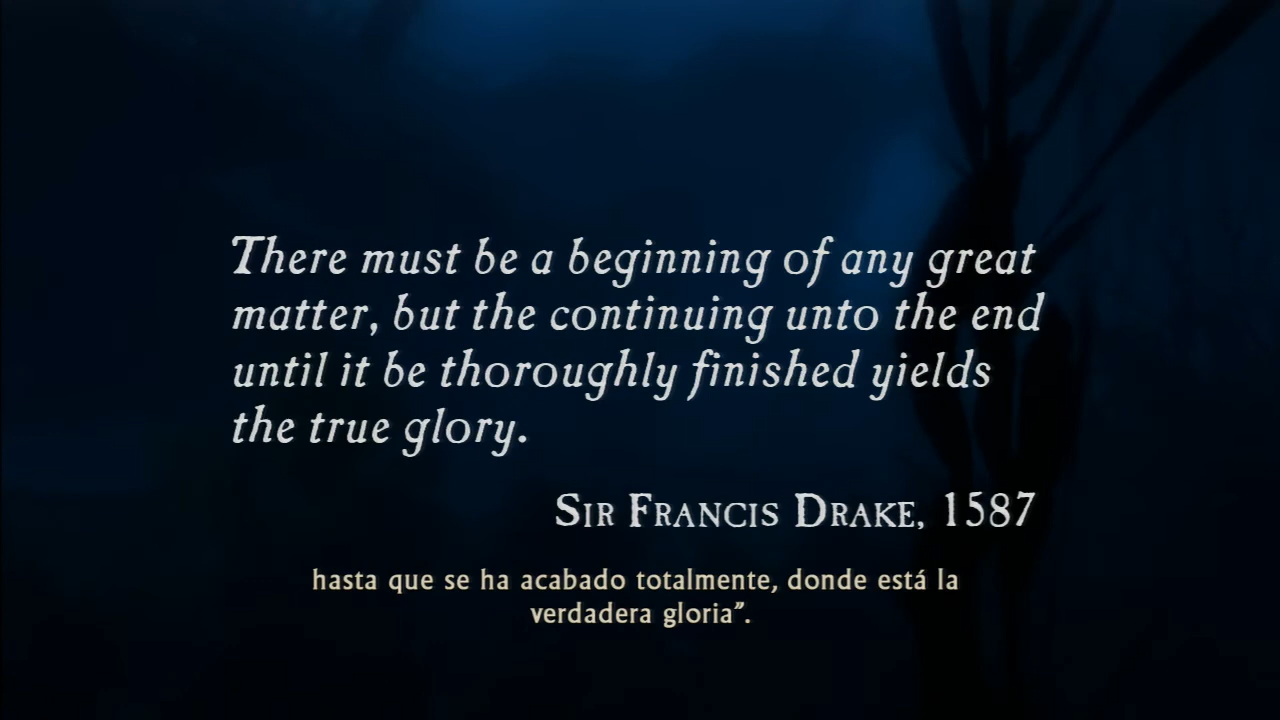 There must be a beginning of any great
matter, but the continuing unto the end
until it be thoroughly finished yields
the true glory.
Sir Francis Drake, 1587
hasta que se ha acabado totalmente, donde está la
verdadera gloria”.